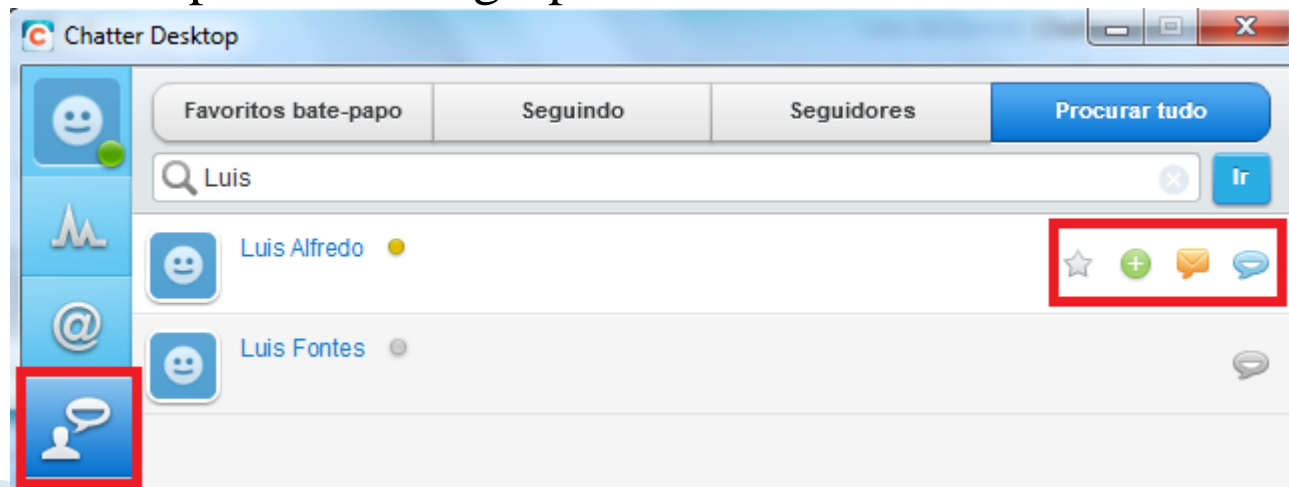 Chatter Desktop
Favoritos bate-papo Seguindo Seguidores Procurar tudo
Luis Ir
Luis Alfredo
Luis Fontes